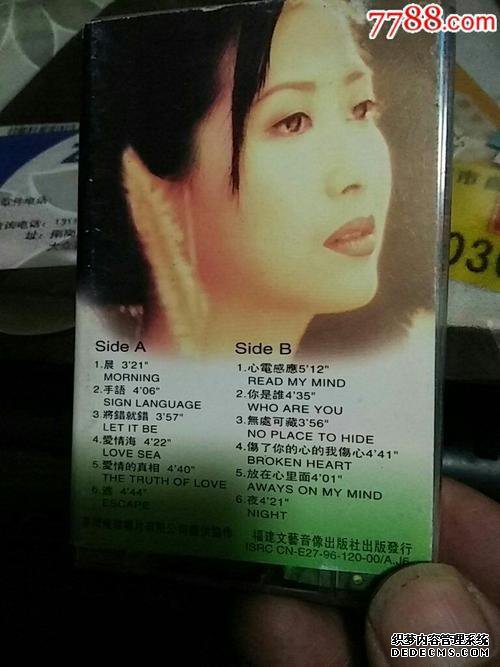 7788.com
Side A
1.晨 3'21"
MORNING
2.手語 4'06"
SIGN LANGUAGE
3.將錯就錯 3'57"
LET IT BE
4.愛情海 4'22"
LOVE SEA
5.愛情的真相 4'40"
THE TRUTH OF LOVE
6.逃 4'44"
ESCAPE
Side B
1.心電感應5'12"
READ MY MIND
2.你是誰4'35"
WHO ARE YOU
3.無處可藏3'56"
NO PLACE TO HIDE
4.傷了你的心的我傷心4'41"
BROKEN HEART
5.放在心里面4'01"
AWAYS ON MY MIND
6.夜4'21"
NIGHT
福建文藝音像出版社出版發行
ISRC CN-E27-96-120-00/A.J6
030
织梦内容管理系统
DEDECMS.COM